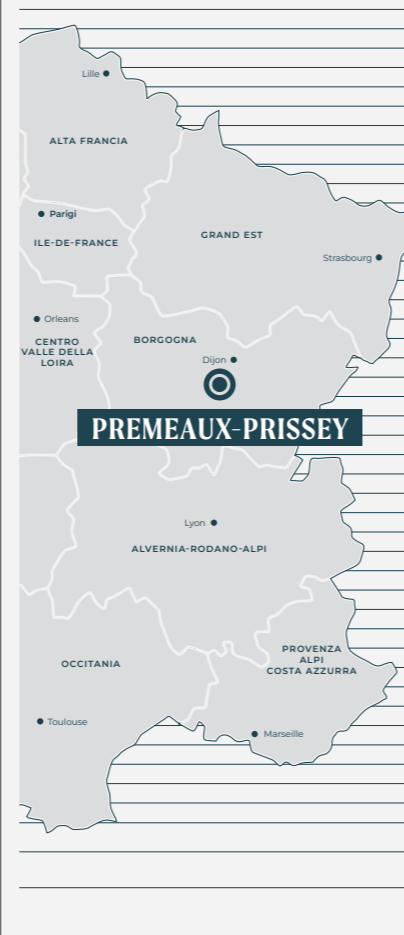 Lille
ALTA FRANCIA
Parigi
GRAND EST
ILE-DE-FRANCE
Strasbourg
Orleans
BORGOGNA
CENTRO
VALLE DELLA
LOIRA
Dijon
PREMEAUX-PRISSEY
Lyon
ALVERNIA-RODANO-ALPI
PROVENZA
ALPI
COSTA AZZURRA
OCCITANIA
Toulouse
Marseille